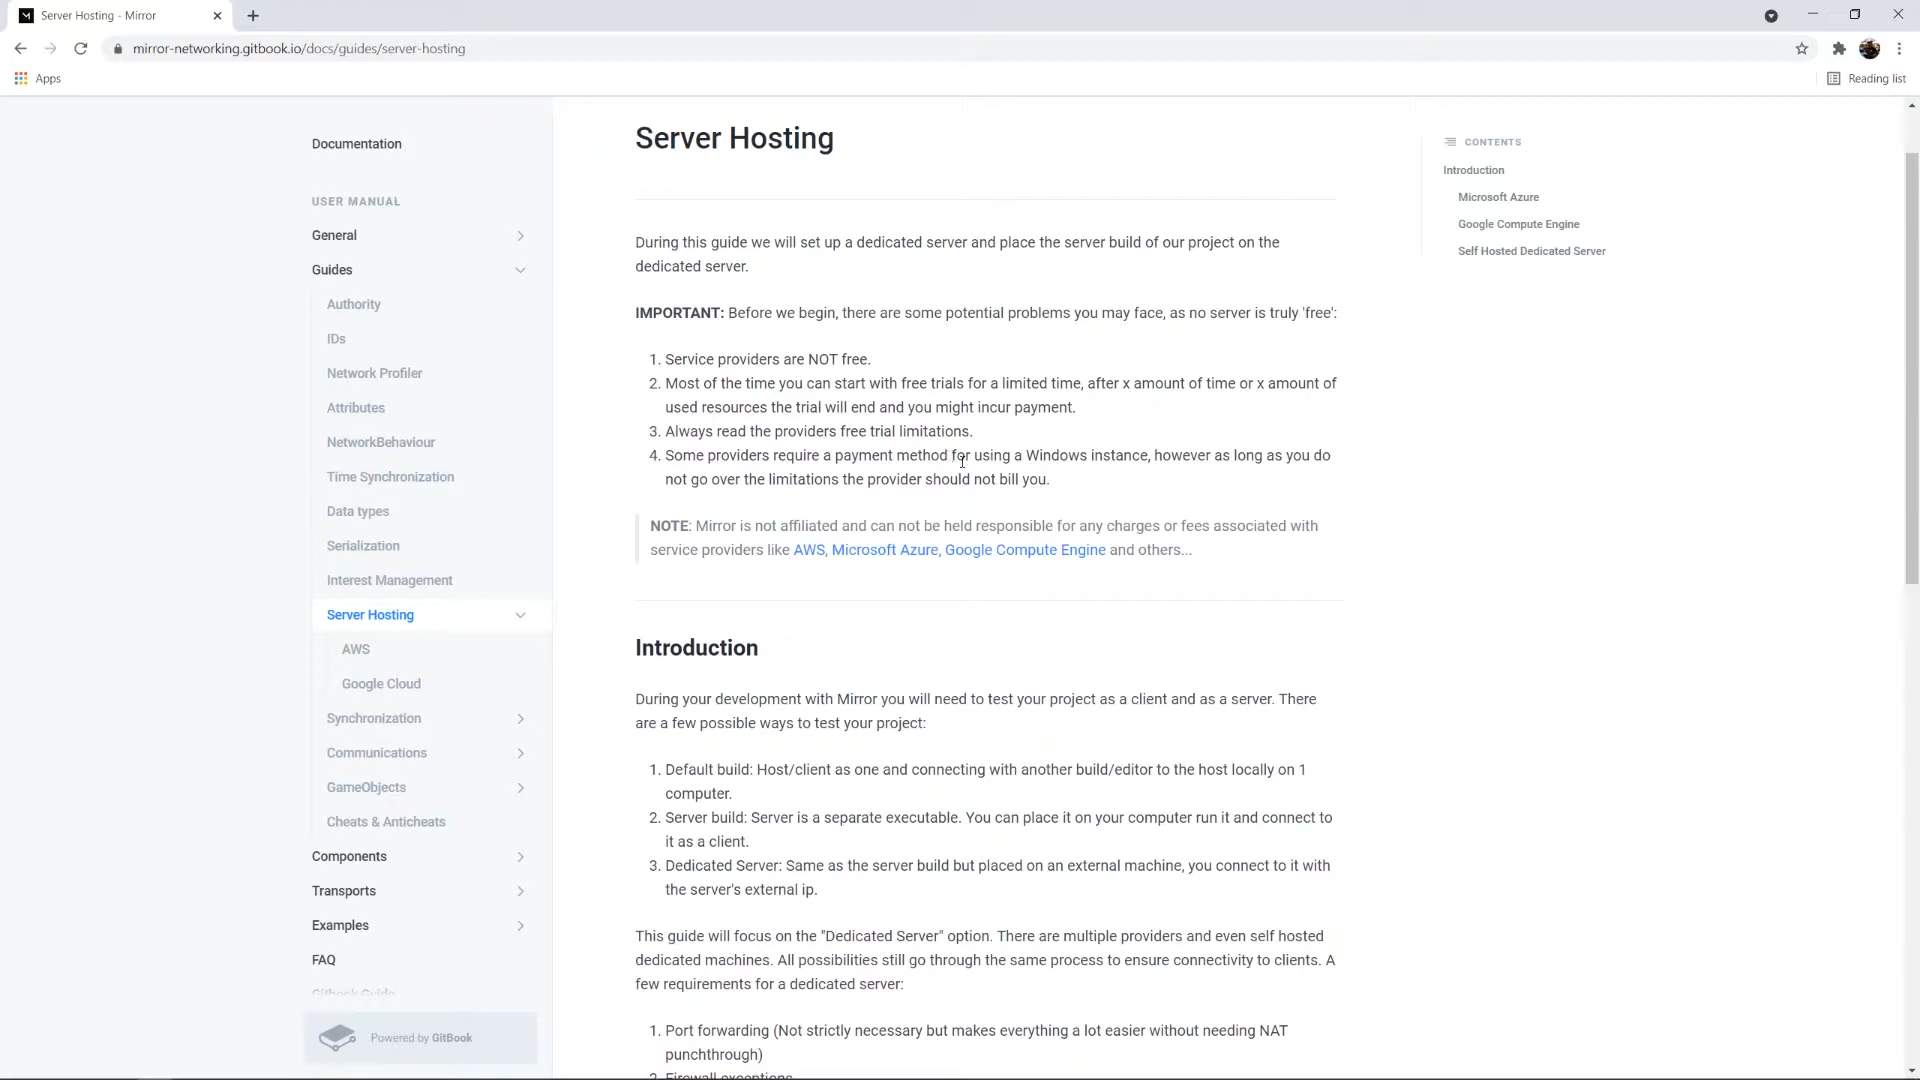 Server Hosting - Mirror
mirror-networking.gitbook.io/docs/guides/server-hosting
Apps
Reading list
Documentation
USER MANUAL
General
Guides
Authority
IDs
Network Profiler
Attributes
NetworkBehaviour
Time Synchronization
Data types
Serialization
Interest Management
Server Hosting
AWS
Google Cloud
Synchronization
Communications
GameObjects
Cheats & Anticheats
Components
Transports
Examples
FAQ
Gitbook Guide
Powered by GitBook
Server Hosting
During this guide we will set up a dedicated server and place the server build of our project on the
dedicated server.
IMPORTANT: Before we begin, there are some potential problems you may face, as no server is truly 'free':
1. Service providers are NOT free.
2. Most of the time you can start with free trials for a limited time, after x amount of time or x amount of
used resources the trial will end and you might incur payment.
3. Always read the providers free trial limitations.
4. Some providers require a payment method for using a Windows instance, however as long as you do
not go over the limitations the provider should not bill you.
NOTE: Mirror is not affiliated and can not be held responsible for any charges or fees associated with
service providers like AWS, Microsoft Azure, Google Compute Engine and others...
Introduction
During your development with Mirror you will need to test your project as a client and as a server. There
are a few possible ways to test your project:
1. Default build: Host/client as one and connecting with another build/editor to the host locally on 1
computer.
2. Server build: Server is a separate executable. You can place it on your computer run it and connect to
it as a client.
3. Dedicated Server: Same as the server build but placed on an external machine, you connect to it with
the server's external ip.
This guide will focus on the "Dedicated Server" option. There are multiple providers and even self hosted
dedicated machines. All possibilities still go through the same process to ensure connectivity to clients. A
few requirements for a dedicated server:
1. Port forwarding (Not strictly necessary but makes everything a lot easier without needing NAT
punchthrough)
2. Firewall exceptions
CONTENTS
Introduction
Microsoft Azure
Google Compute Engine
Self Hosted Dedicated Server